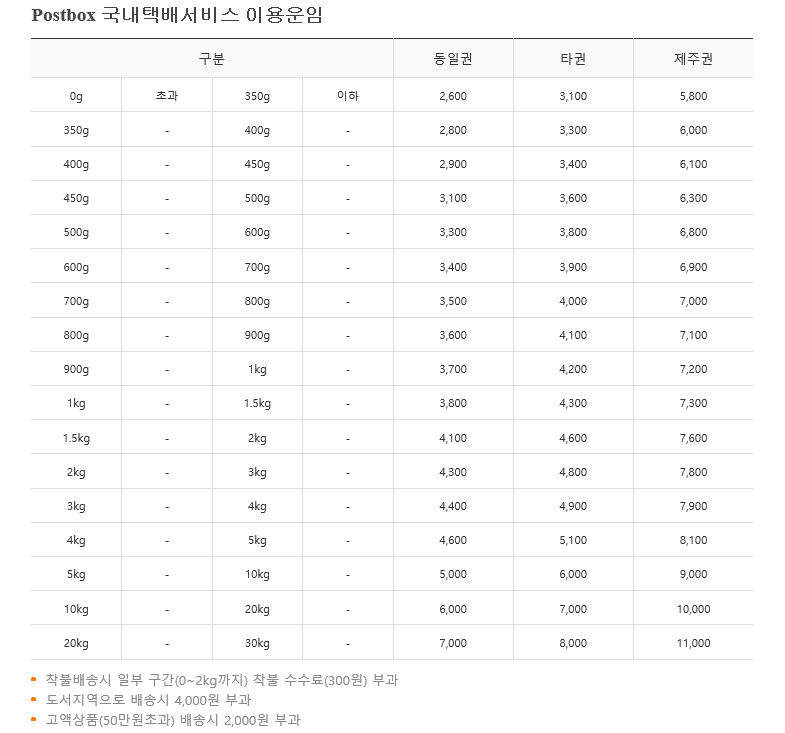 Postbox 국내택배서비스 이용운임
구분 동일권 타권 제주권
0g 초과 350g 이하 2,600 3,100 5,800
350g - 400g - 2,800 3,300 6,000
400g - 450g - 2,900 3,400 6,100
450g - 500g - 3,100 3,600 6,300
500g - 600g - 3,300 3,800 6,800
600g - 700g - 3,400 3,900 6,900
700g - 800g - 3,500 4,000 7,000
800g - 900g - 3,600 4,100 7,100
900g - 1kg - 3,700 4,200 7,200
1kg - 1.5kg - 3,800 4,300 7,300
1.5kg - 2kg - 4,100 4,600 7,600
2kg - 3kg - 4,300 4,800 7,800
3kg - 4kg - 4,400 4,900 7,900
4kg - 5kg - 4,600 5,100 8,100
5kg - 10kg - 5,000 6,000 9,000
10kg - 20kg - 6,000 7,000 10,000
20kg - 30kg - 7,000 8,000 11,000
• 착불배송시 일부 구간(0~2kg까지) 착불 수수료(300원) 부과
• 도서지역으로 배송시 4,000원 부과
• 고액상품(50만원초과) 배송시 2,000원 부과